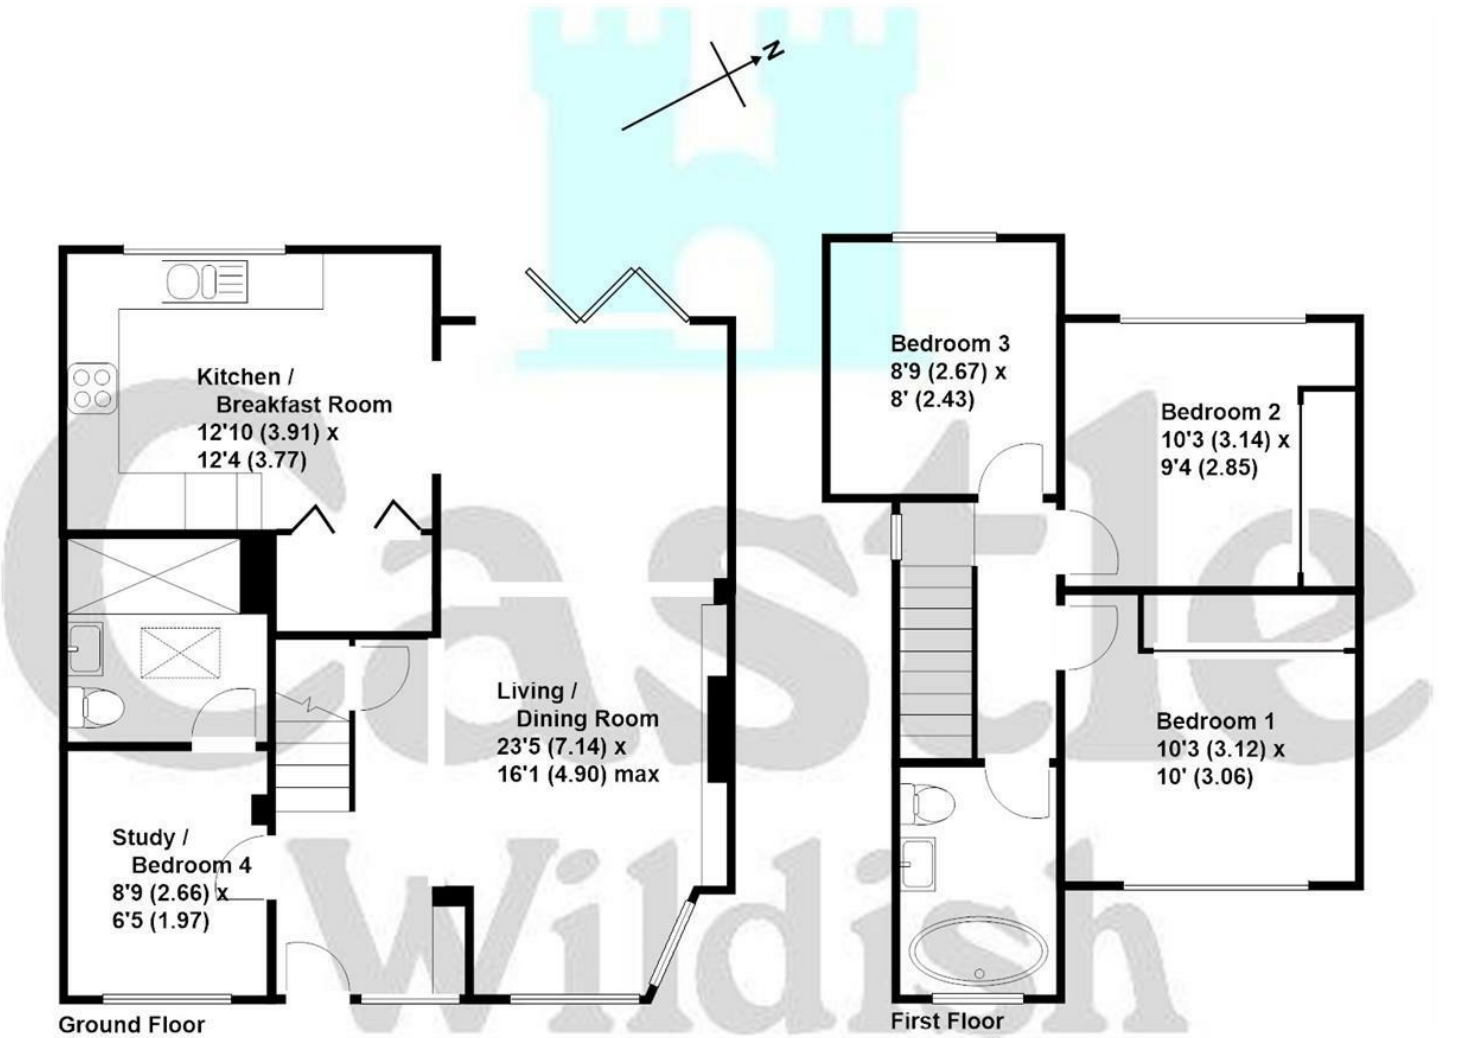 N
Kitchen /
Breakfast Room
12'10 (3.91) x
12'4 (3.77)
Living /
Dining Room
23'5 (7.14) x
16'1 (4.90) max
Study /
Bedroom 4
8'9 (2.66) x
6'5 (1.97)
Ground Floor
Bedroom 3
8'9 (2.67) x
8' (2.43)
Bedroom 2
10'3 (3.14) x
9'4 (2.85)
Bedroom 1
10'3 (3.12) x
10' (3.06)
First Floor
Castle
Wildish